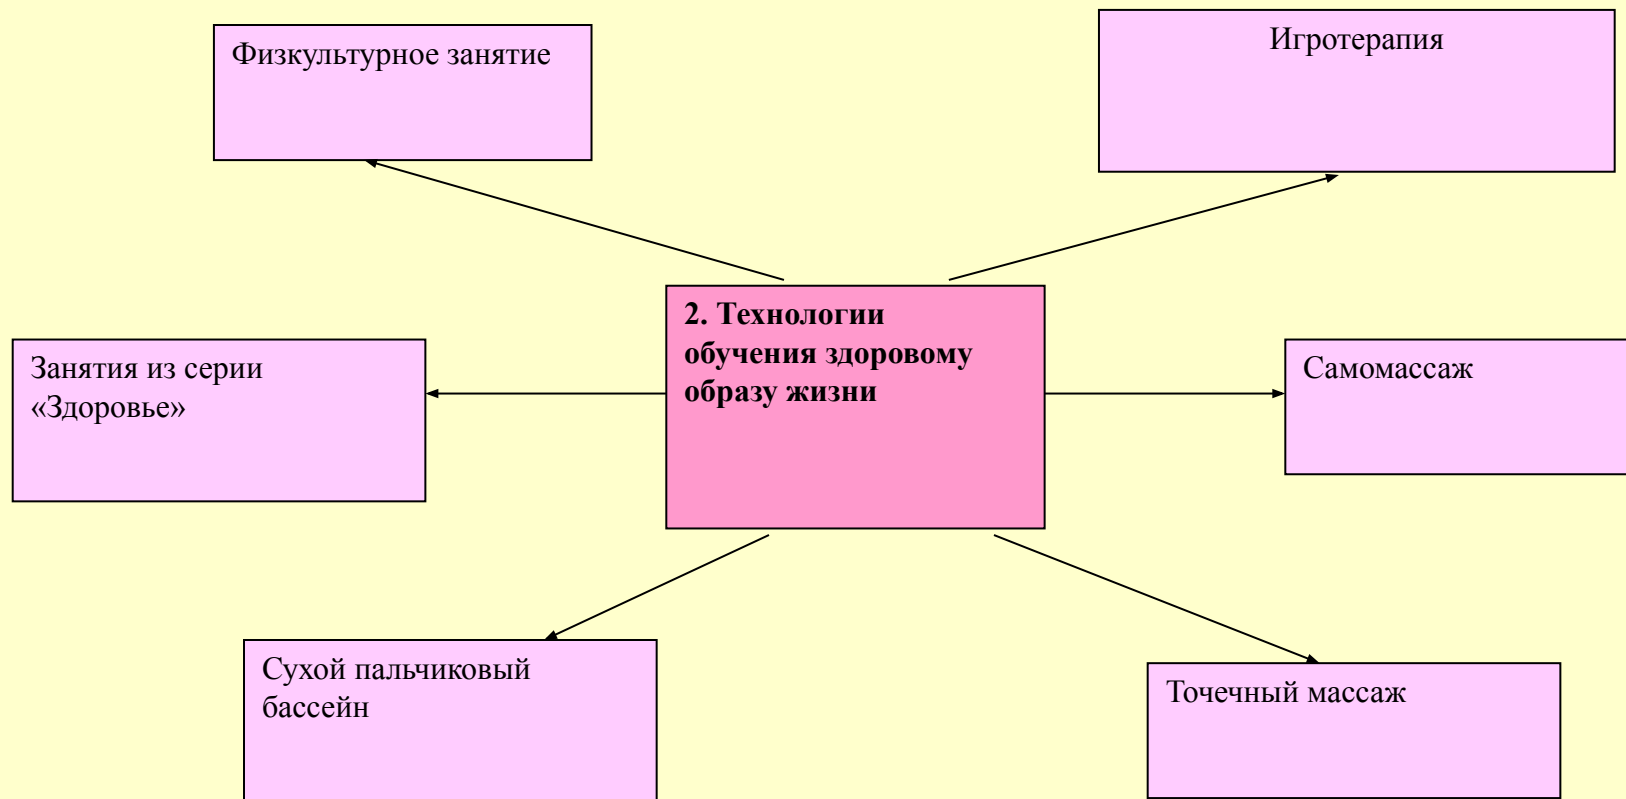 Физкультурное занятие
Игротерапия
2. Технологии
обучения здоровому
образу жизни
Занятия из серии
«Здоровье»
Самомассаж
Сухой пальчиковый
бассейн
Точечный массаж